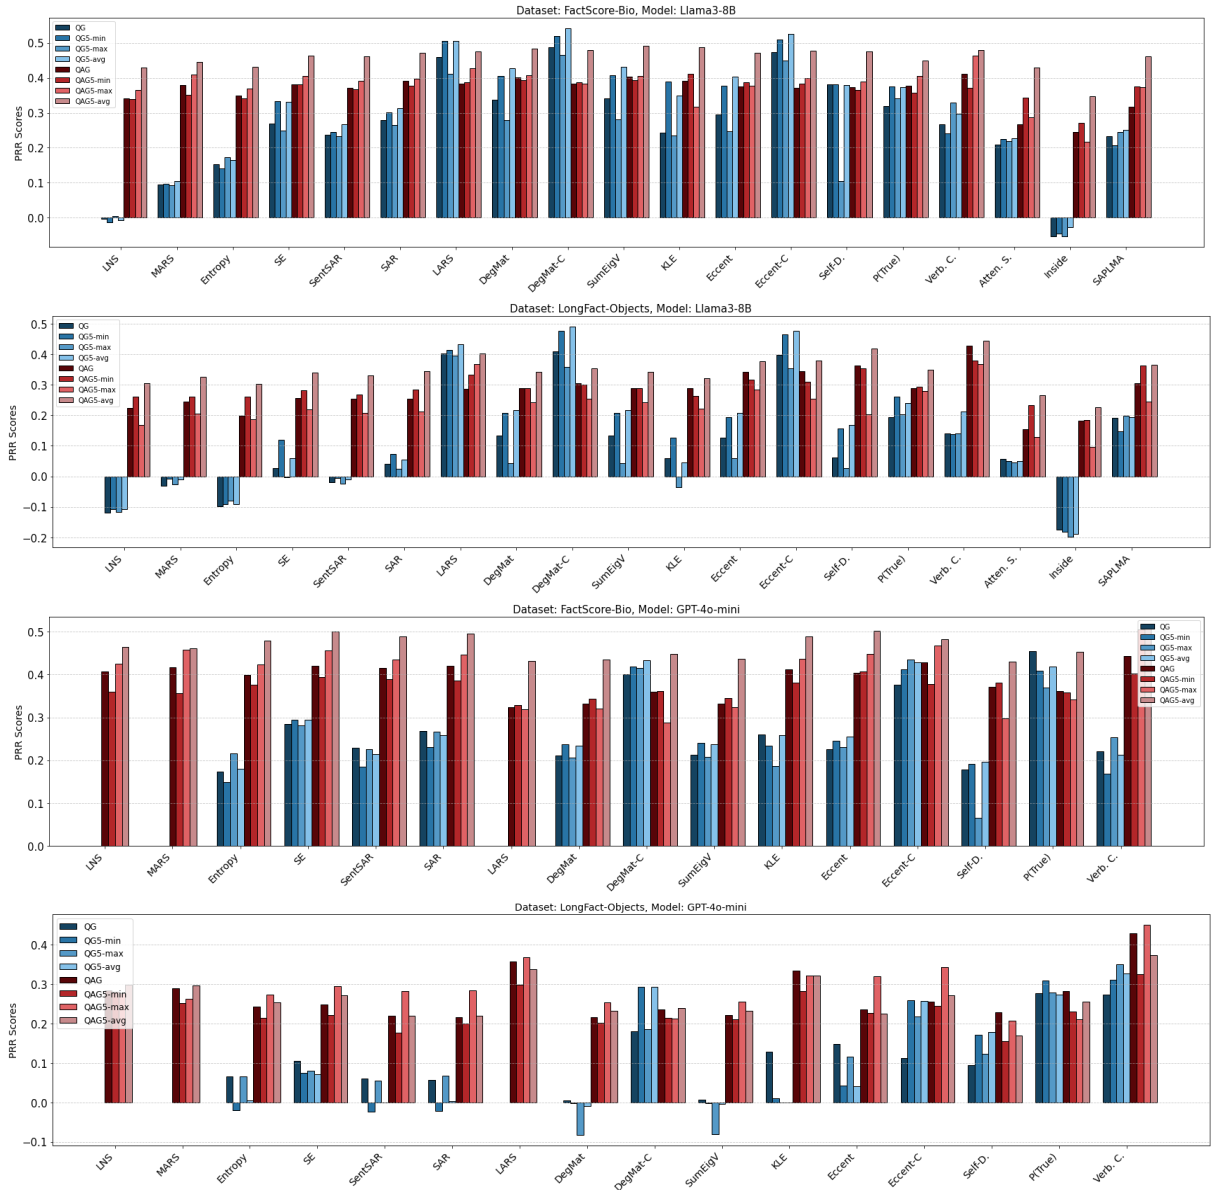 Dataset: FactScore-Bio, Model: Llama3-8B
PRR Scores
0.5
0.4
0.3
0.2
0.1
0.0
QG
QG5-min
QG5-max
QG5-avg
QAG
QAG5-min
QAG5-max
QAG5-avg
LNS
MARS
Entropy
SE
SentSAR
SAR
LARS
DegMat
DegMat-C
SumEigV
KLE
Eccent
Eccent-C
Self-D.
P(True)
Verb. C.
Atten. S.
Inside
SAPLMA
Dataset: LongFact-Objects, Model: Llama3-8B
PRR Scores
0.5
0.4
0.3
0.2
0.1
0.0
−0.1
−0.2
QG
QG5-min
QG5-max
QG5-avg
QAG
QAG5-min
QAG5-max
QAG5-avg
LNS
MARS
Entropy
SE
SentSAR
SAR
LARS
DegMat
DegMat-C
SumEigV
KLE
Eccent
Eccent-C
Self-D.
P(True)
Verb. C.
Atten. S.
Inside
SAPLMA
Dataset: FactScore-Bio, Model: GPT-4o-mini
PRR Scores
0.5
0.4
0.3
0.2
0.1
0.0
QG
QG5-min
QG5-max
QG5-avg
QAG
QAG5-min
QAG5-max
QAG5-avg
LNS
MARS
Entropy
SE
SentSAR
SAR
LARS
DegMat
DegMat-C
SumEigV
KLE
Eccent
Eccent-C
Self-D.
P(True)
Verb. C.
Dataset: LongFact-Objects, Model: GPT-4o-mini
PRR Scores
0.4
0.3
0.2
0.1
0.0
−0.1
QG
QG5-min
QG5-max
QG5-avg
QAG
QAG5-min
QAG5-max
QAG5-avg
LNS
MARS
Entropy
SE
SentSAR
SAR
LARS
DegMat
DegMat-C
SumEigV
KLE
Eccent
Eccent-C
Self-D.
P(True)
Verb. C.